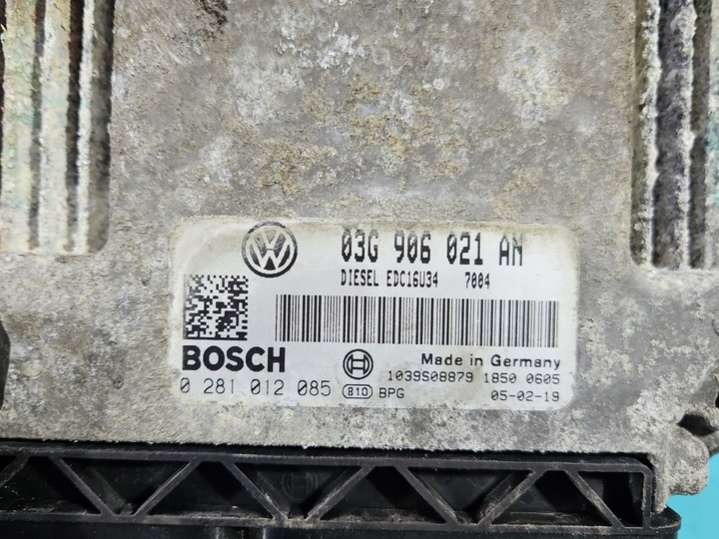 03G 906 021 AN
DIESEL EDC16U34 7004
BOSCH
Made in Germany
1039S08879 1850 0605
0 281 012 085 810 BPG
05-02-19